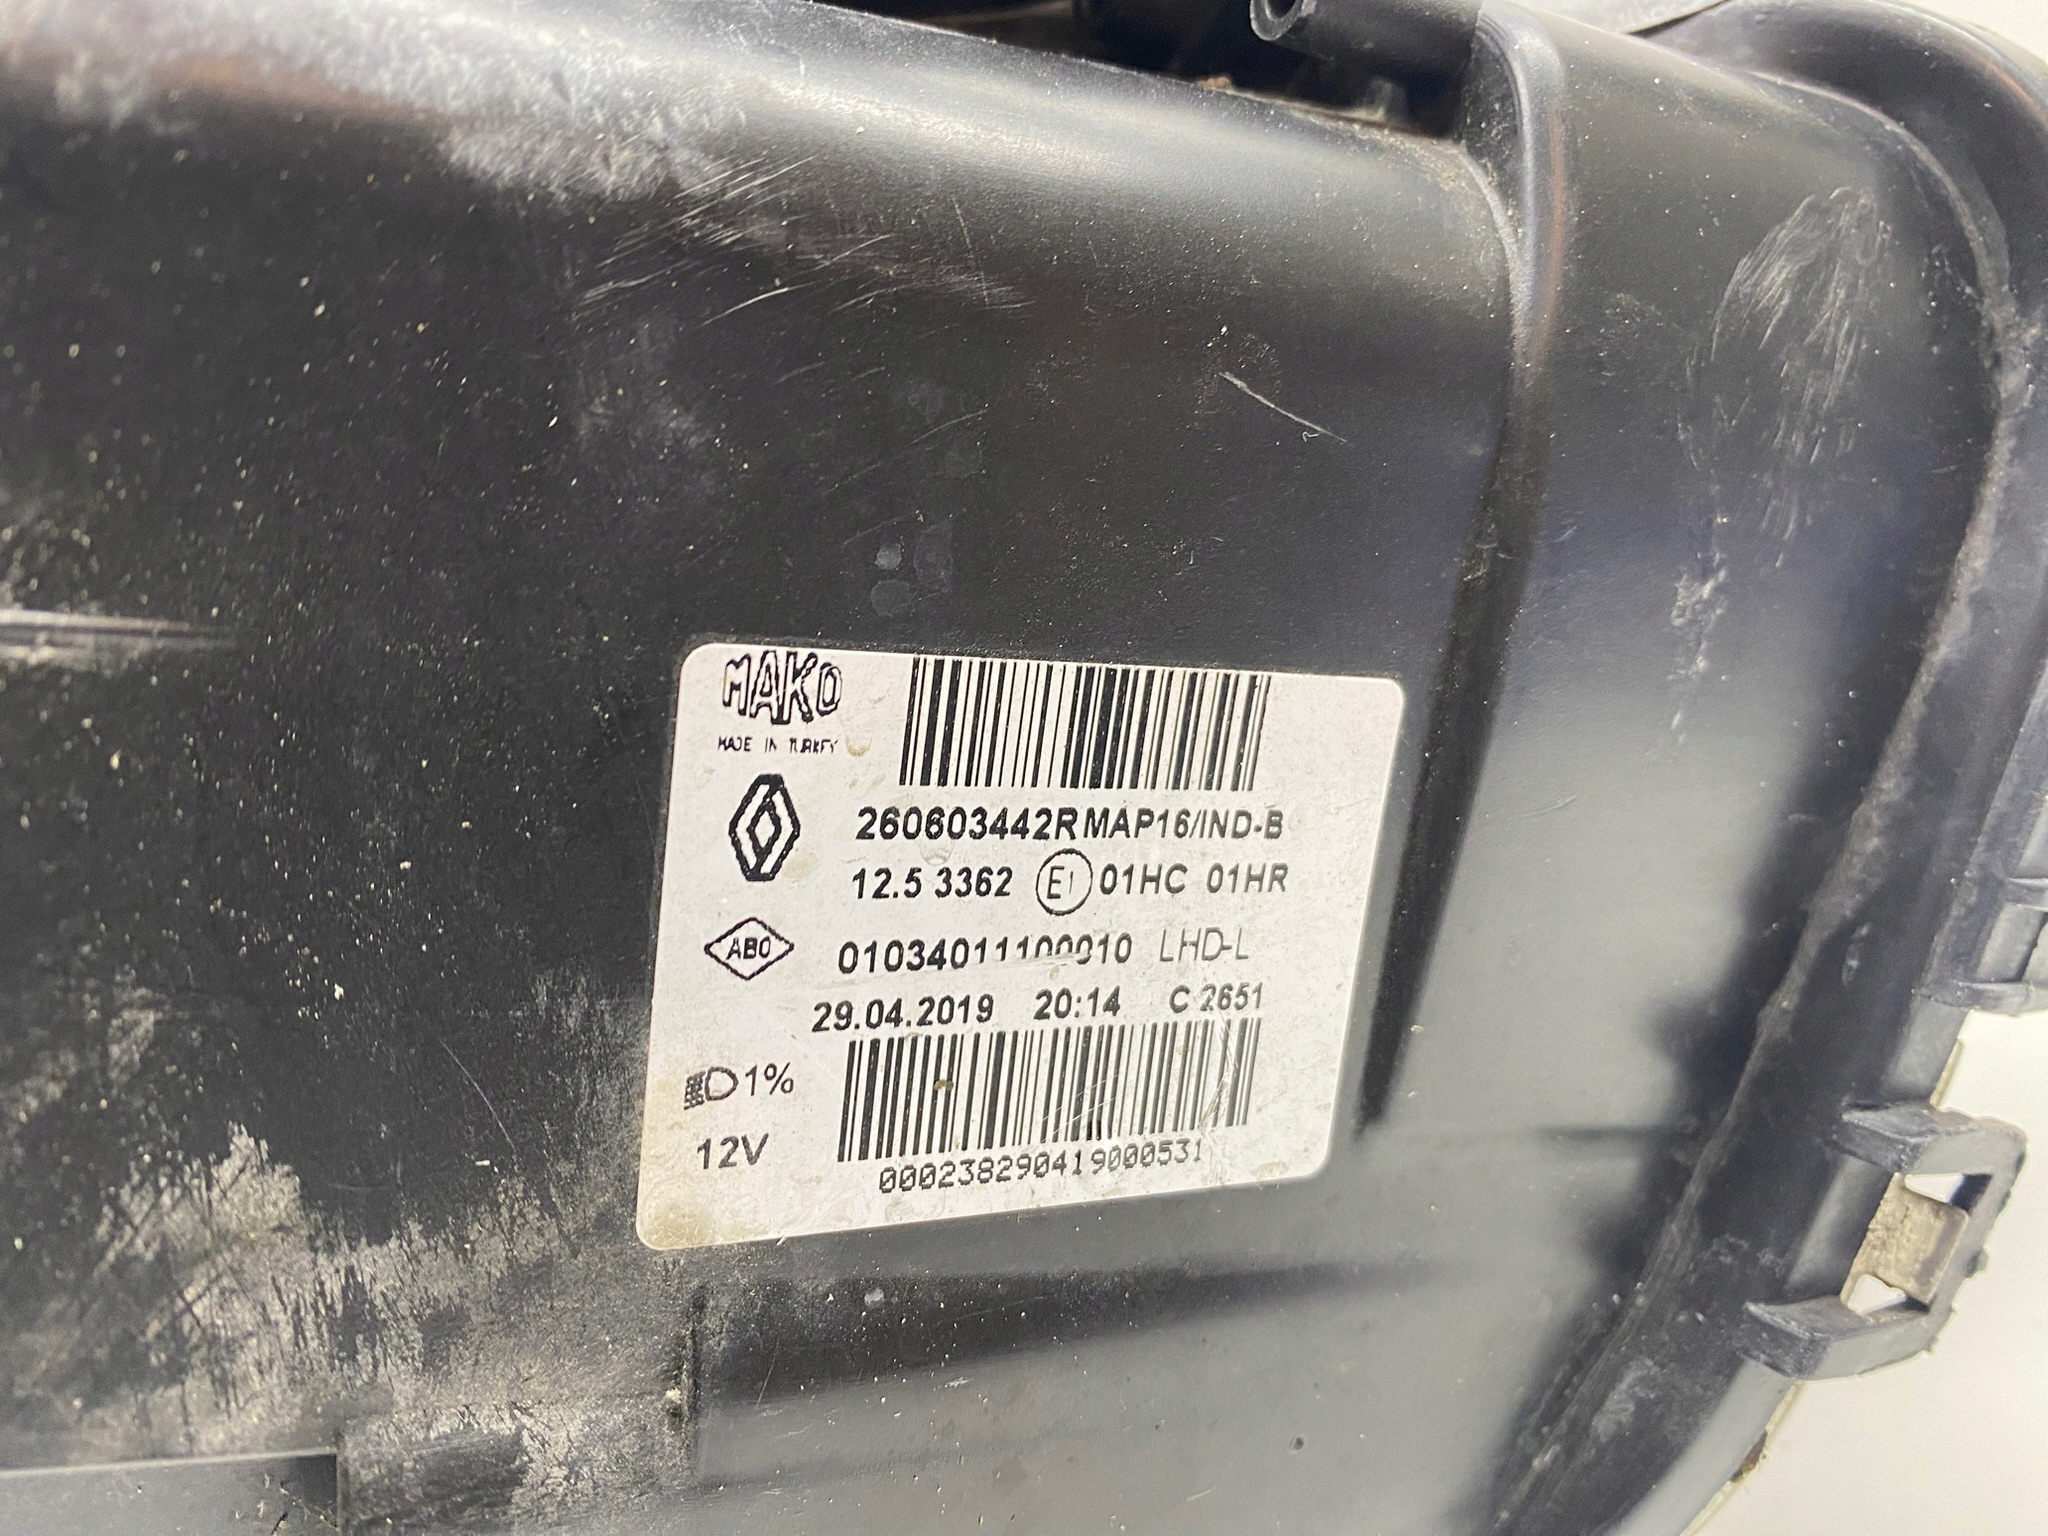 MAKO
MADE IN TURKEY
260603442R MAP16/IND-B
12.5 3362 E1 01HC 01HR
ABO
01034011100010 LHD-L
29.04.2019 20:14 C 2651
1%
12V
000238290419000531